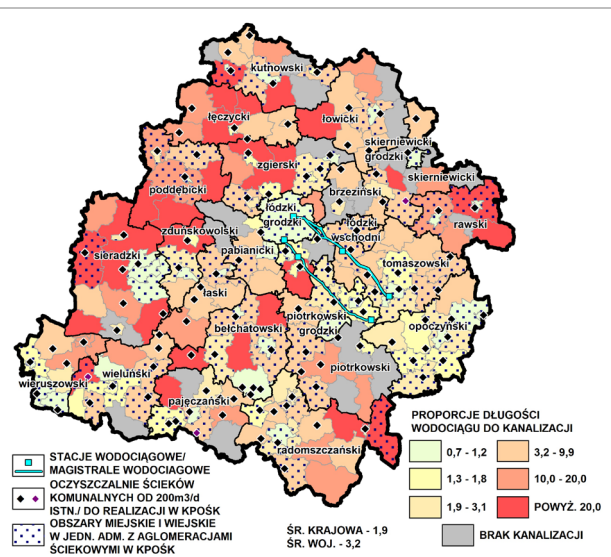 kutnowski
łęczycki
łowicki
skierniewicki
grodzki
skierniewicki
zgierski
brzeziński
poddębicki
łódzki
grodzki
rawski
zduńskowolski
łódzki
wschodni
sieradzki
pabianicki
tomaszowski
łaski
bełchatowski
piotrkowski
grodzki
opoczyński
wieruszowski
wieluński
piotrkowski
pajęczański
radomszczański
STACJE WODOCIĄGOWE/
MAGISTRALE WODOCIAGOWE
OCZYSZCZALNIE ŚCIEKÓW
KOMUNALNYCH OD 200m3/d
ISTN./ DO REALIZACJI W KPOŚK
OBSZARY MIEJSKIE I WIEJSKIE
W JEDN. ADM. Z AGLOMERACJAMI
ŚCIEKOWYMI W KPOŚK
ŚR. KRAJOWA - 1,9
ŚR. WOJ. - 3,2
PROPORCJE DŁUGOŚCI
WODOCIĄGU DO KANALIZACJI
0,7 - 1,2
3,2 - 9,9
1,3 - 1,8
10,0 - 20,0
1,9 - 3,1
POWYŻ. 20,0
BRAK KANALIZACJI